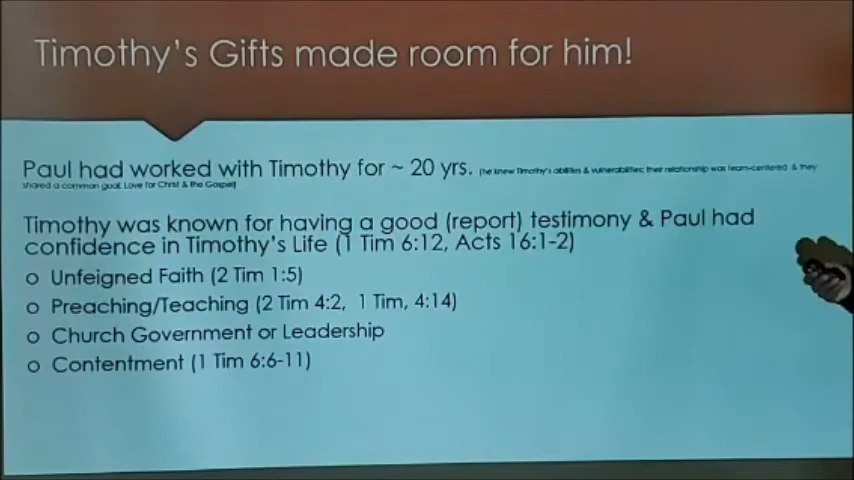 Timothy's Gifts made room for him!
Paul had worked with Timothy for ~ 20 yrs. (he knew Timothy's abilities & vulnerabilities; their relationship was team-centered & they
shared a common goal: Love for Christ & the Gospel)
Timothy was known for having a good (report) testimony & Paul had
confidence in Timothy's Life (1 Tim 6:12, Acts 16:1-2)
o Unfeigned Faith (2 Tim 1:5)
o Preaching/Teaching (2 Tim 4:2, 1 Tim, 4:14)
o Church Government or Leadership
o Contentment (1 Tim 6:6-11)